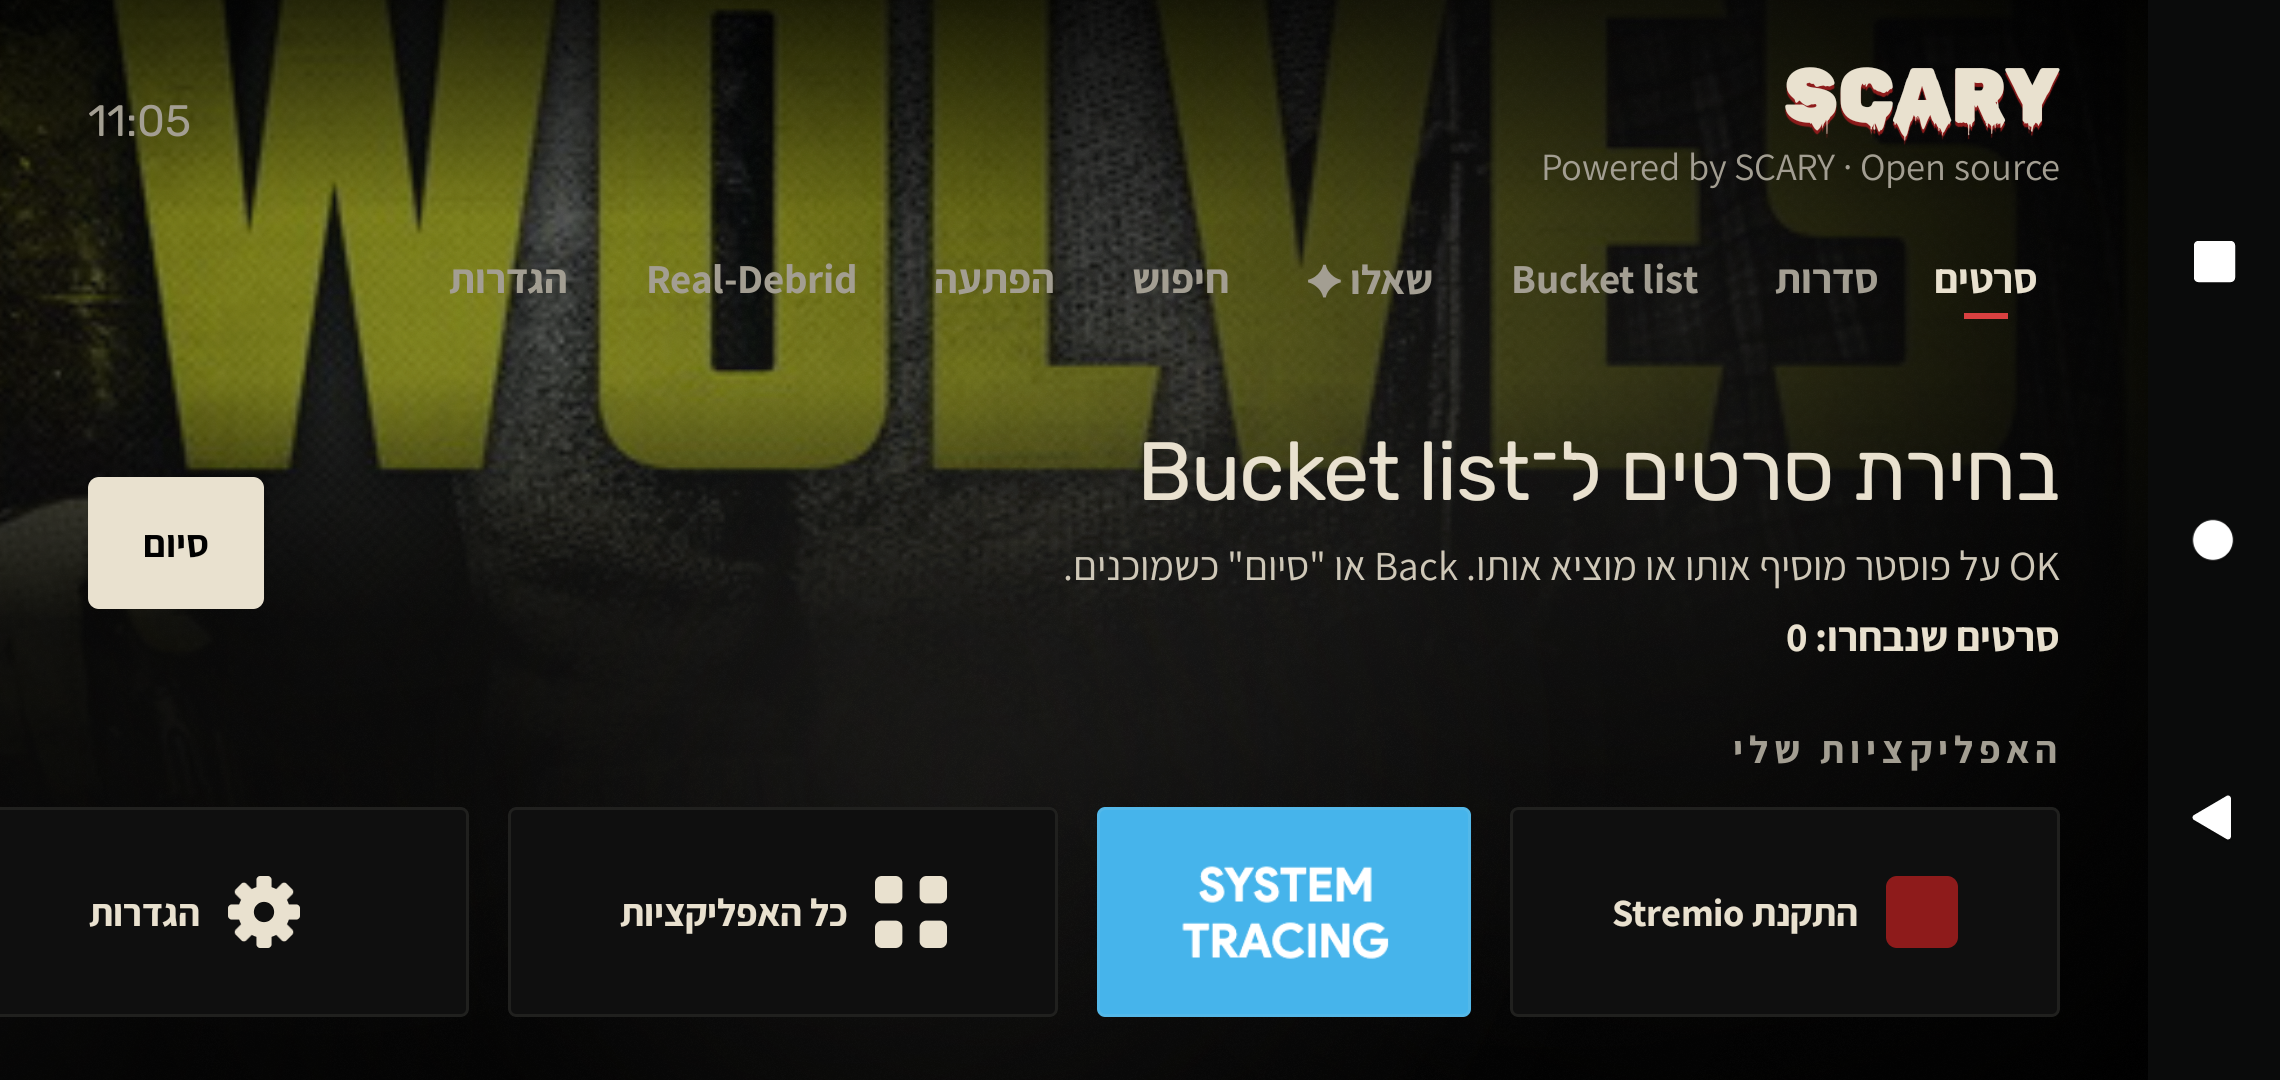 WOLVES
SCARY
11:05
Powered by SCARY · Open source
סרטים
סדרות
Bucket list
שאלו
חיפוש
הפתעה
Real-Debrid
הגדרות
בחירת סרטים ל־Bucket list
OK על פוסטר מוסיף אותו או מוציא אותו. Back או "סיום" כשמוכנים.
סיום
סרטים שנבחרו: 0
האפליקציות שלי
התקנת Stremio
SYSTEM
TRACING
כל האפליקציות
הגדרות